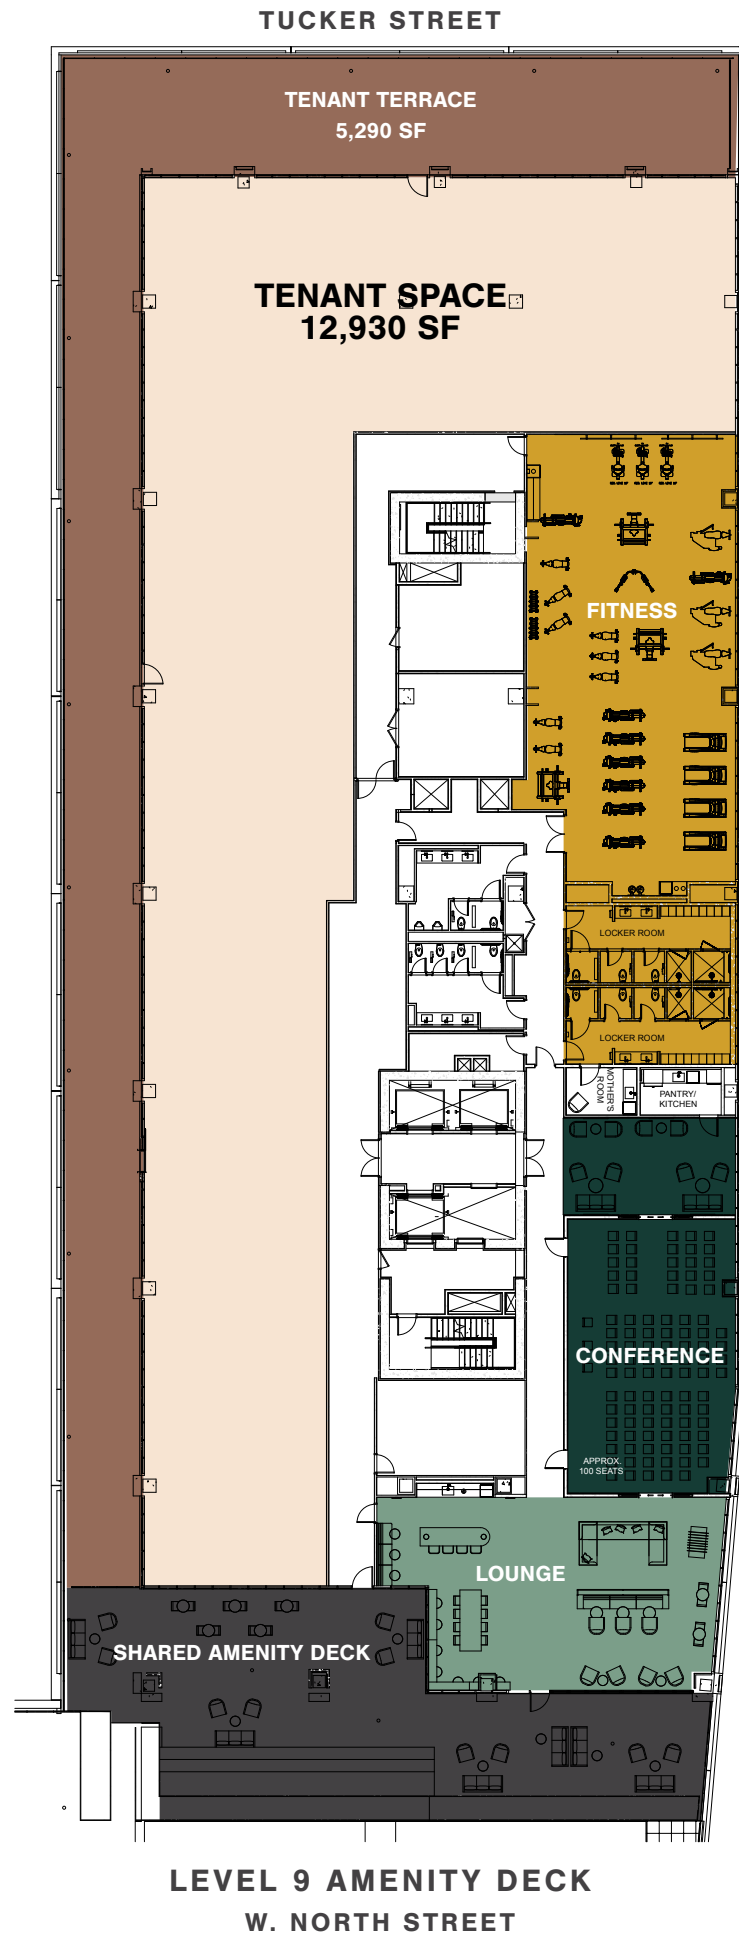 TUCKER STREET
TENANT TERRACE
5,290 SF
TENANT SPACE
12,930 SF
FITNESS
LOCKER ROOM
LOCKER ROOM
MOTHER'S
ROOM
PANTRY/
KITCHEN
CONFERENCE
APPROX.
100 SEATS
LOUNGE
SHARED AMENITY DECK
LEVEL 9 AMENITY DECK
W. NORTH STREET